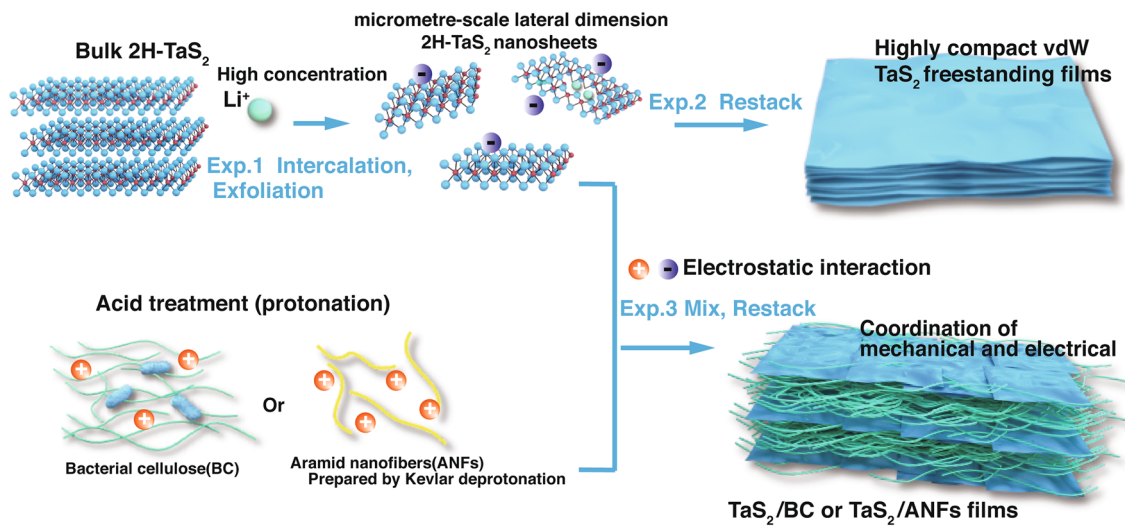 Bulk 2H-TaS₂
High concentration
Li⁺
Exp.1 Intercalation,
Exfoliation
micrometre-scale lateral dimension
2H-TaS₂ nanosheets
-
-
-
-
Exp.2 Restack
Highly compact vdW
TaS₂ freestanding films
Acid treatment (protonation)
+
+
+
Bacterial cellulose(BC)
Or
+
+
+
+
Aramid nanofibers(ANFs)
Prepared by Kevlar deprotonation
+ - Electrostatic interaction
Exp.3 Mix, Restack
Coordination of
mechanical and electrical
TaS₂/BC or TaS₂/ANFs films